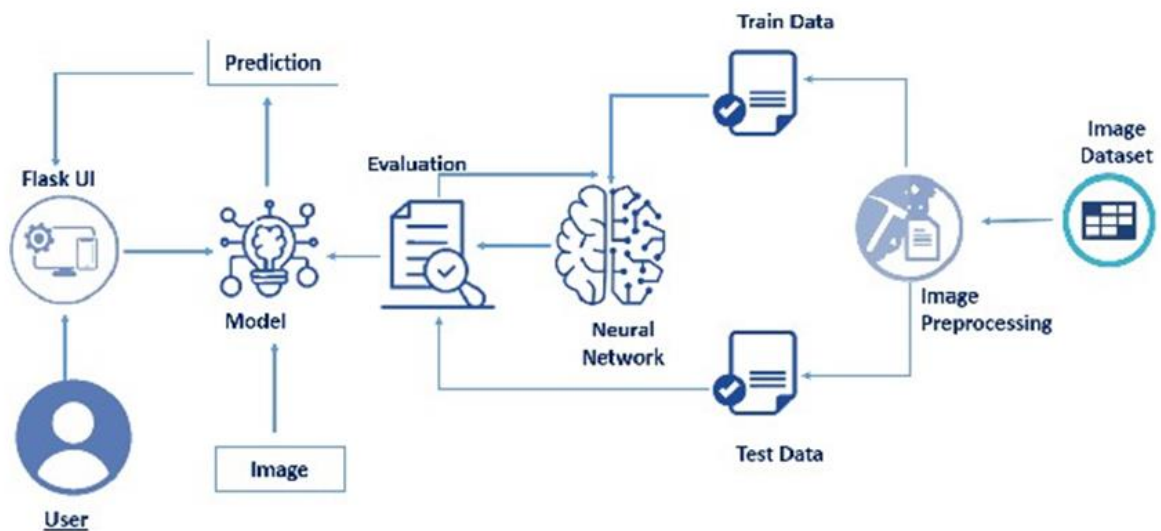 Train Data
Prediction
Image
Dataset
Evaluation
Flask UI
Image
Preprocessing
Model
Neural
Network
Image
Test Data
User